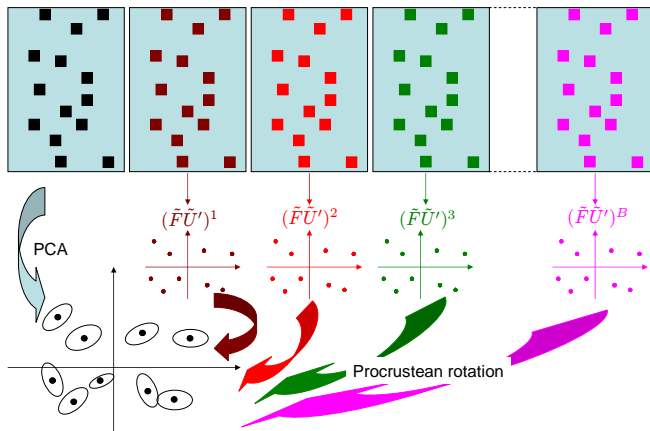 (F̃Ũ′)¹ (F̃Ũ′)² (F̃Ũ′)³ (F̃Ũ′)ᴮ
PCA
Procrustean rotation